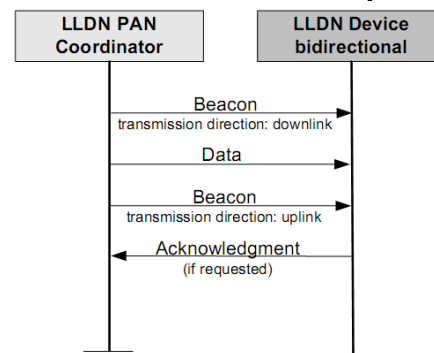 LLDN PAN
Coordinator
LLDN Device
bidirectional
Beacon
transmission direction: downlink
Data
Beacon
transmission direction: uplink
Acknowledgment
(if requested)